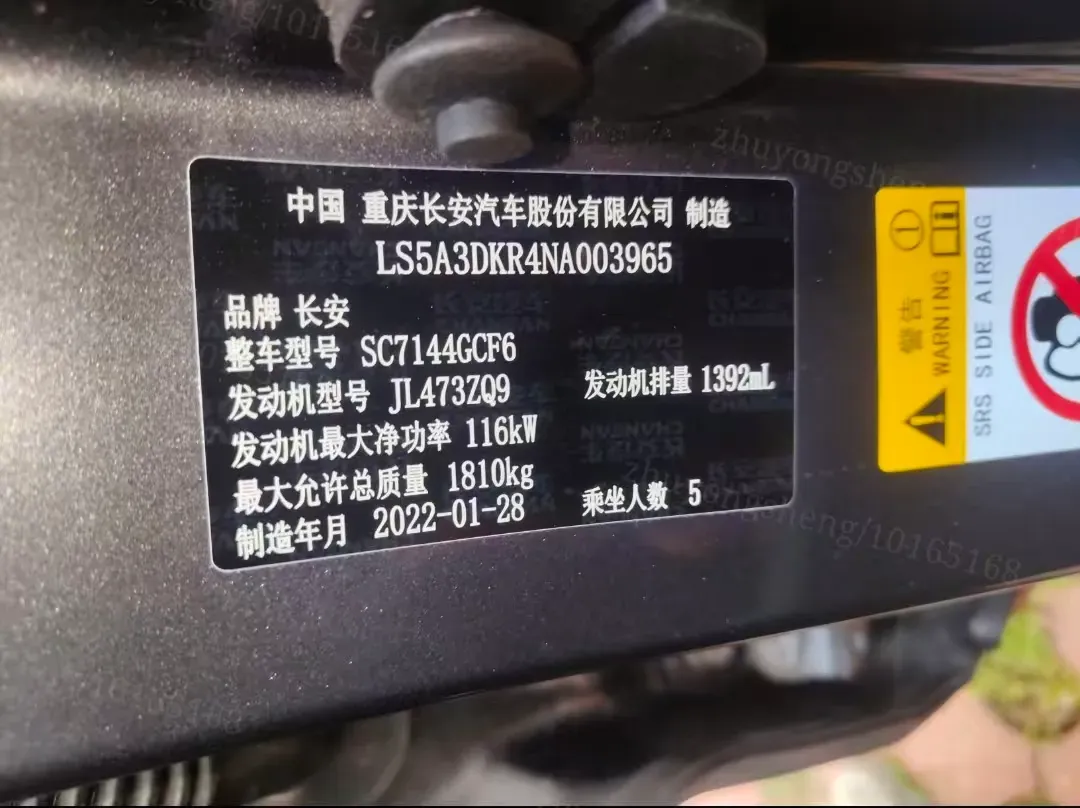 中国 重庆长安汽车股份有限公司 制造
LS5A3DKR4NA003965
品牌 长安
整车型号 SC7144GCF6
发动机型号 JL473ZQ9 发动机排量 1392mL
发动机最大净功率 116kW
最大允许总质量 1810kg
制造年月 2022-01-28 乘坐人数 5
警告 WARNING
SRS SIDE AIRBAG
zhuyongshe
zhuyongsheng/10165168